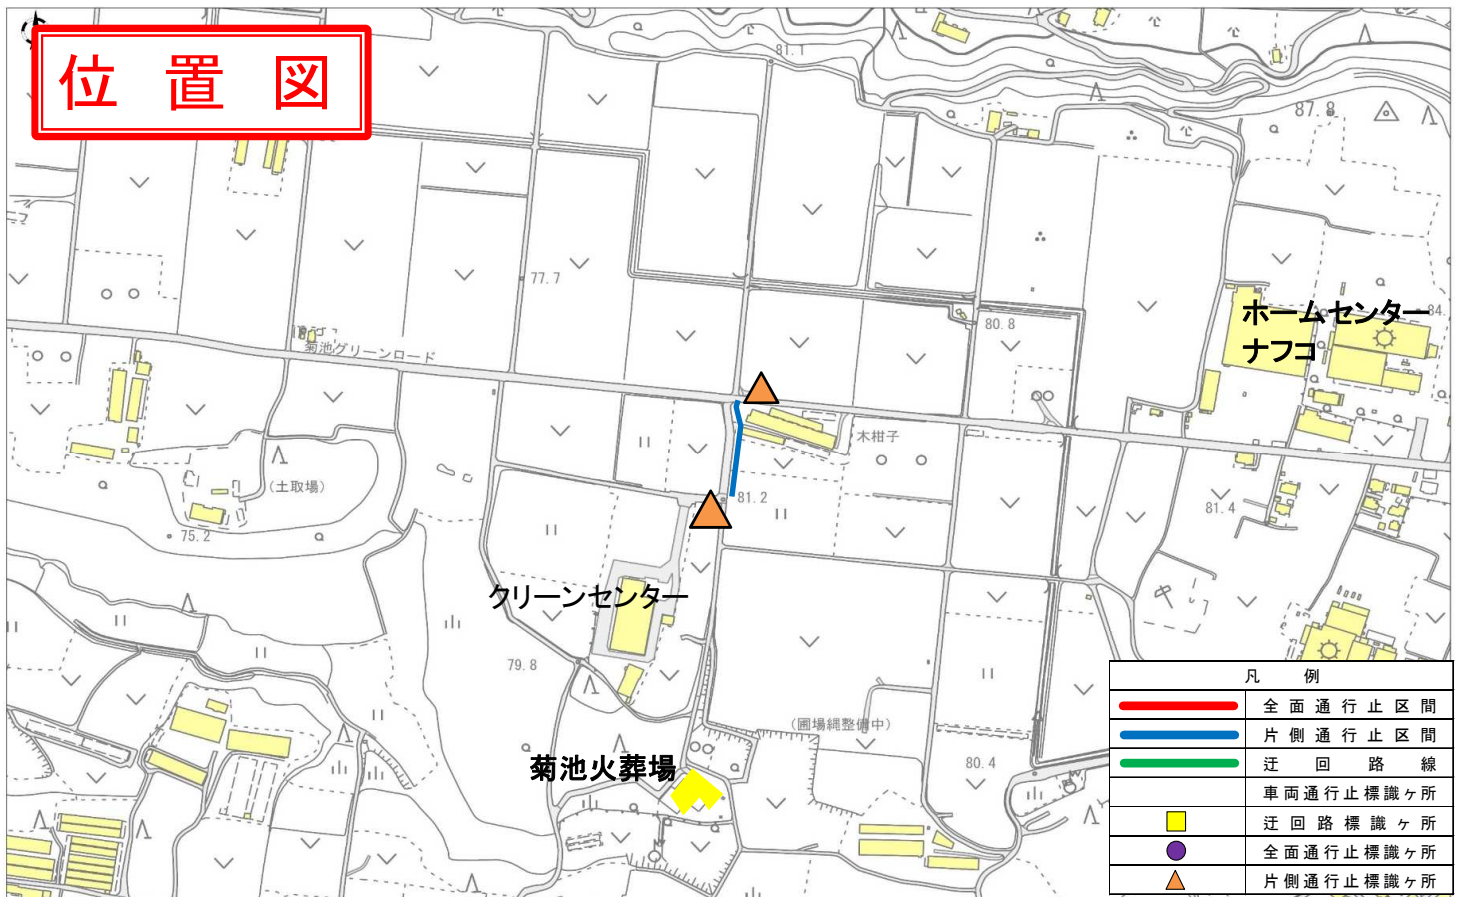 位置図
81.1
87.8
77.7
80.8
ホームセンター
ナフコ
84.
菊池グリーンロード
木柑子
(土取場)
81.2
81.4
75.2
クリーンセンター
79.8
(圃場縄整備中)
80.4
菊池火葬場
凡例
全面通行止区間
片側通行止区間
迂回路線
車両通行止標識ヶ所
迂回路標識ヶ所
全面通行止標識ヶ所
片側通行止標識ヶ所